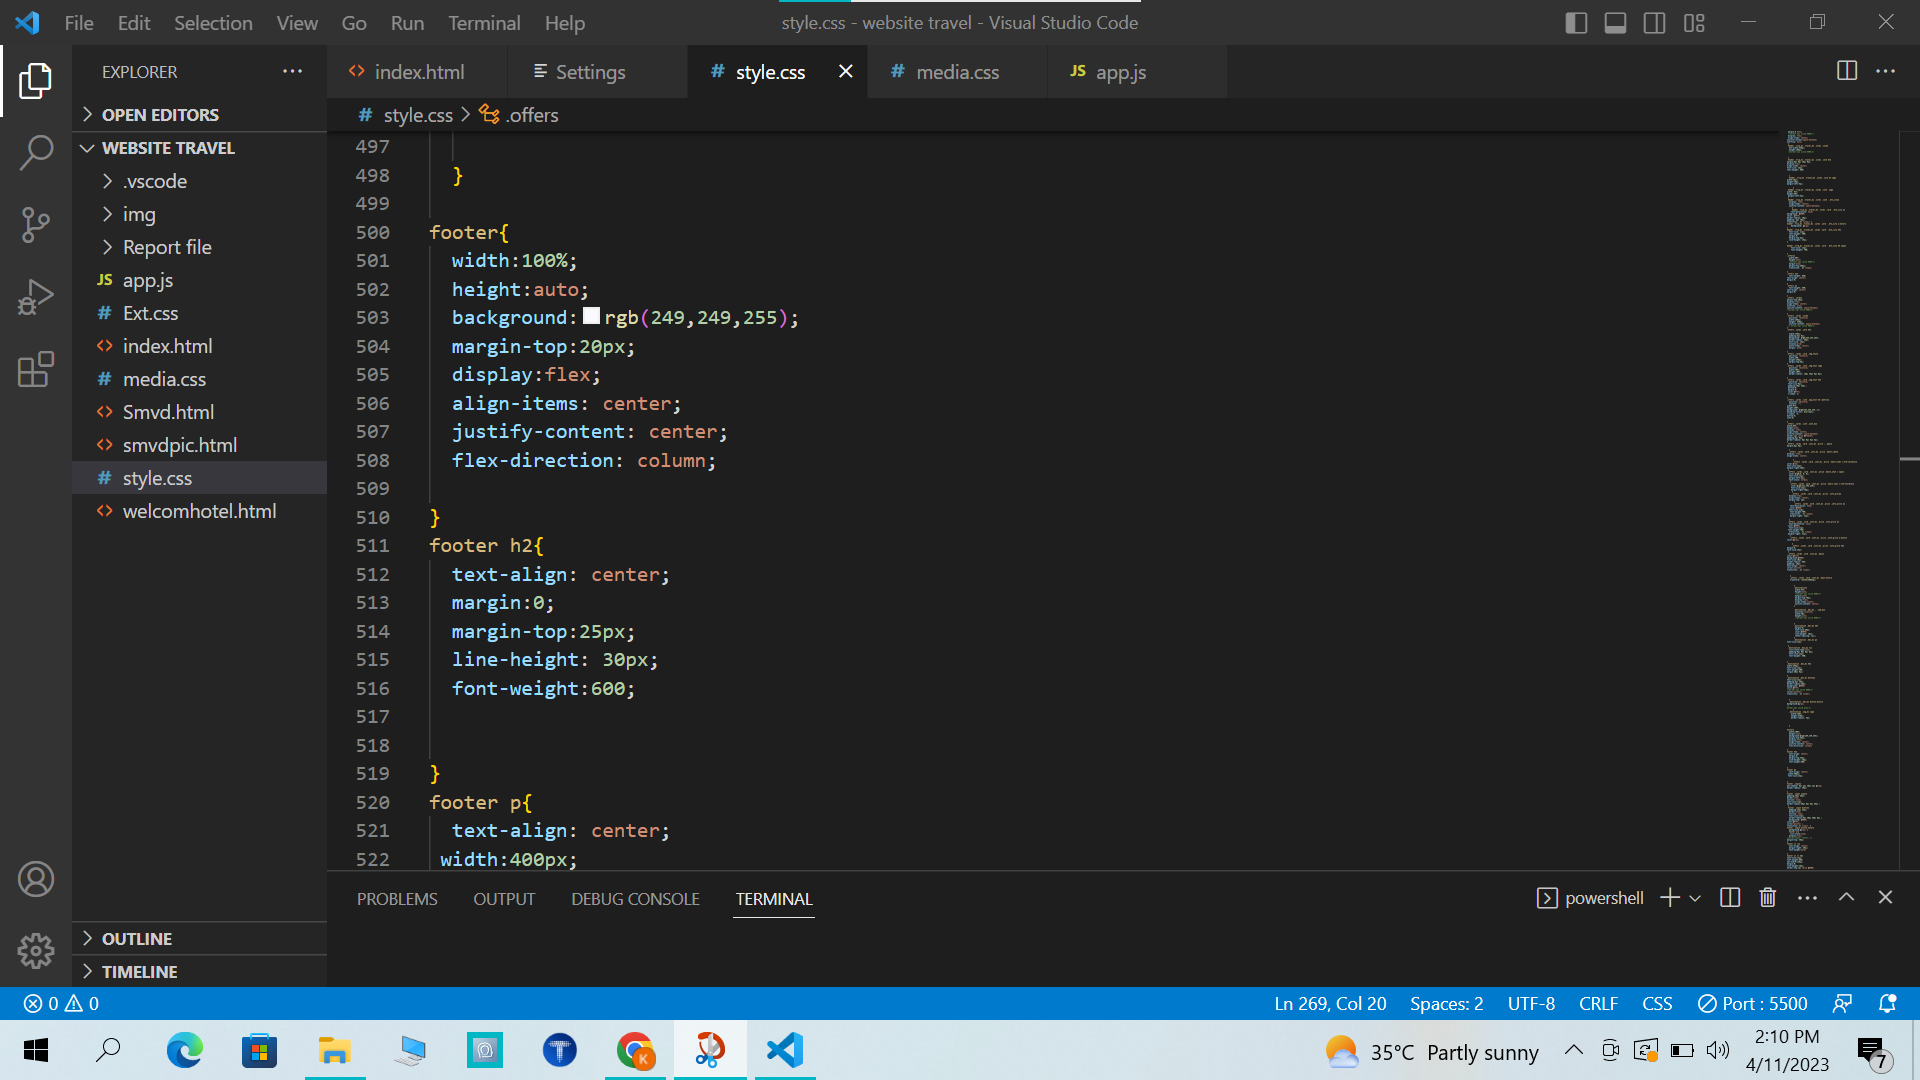 File Edit Selection View Go Run Terminal Help
style.css - website travel - Visual Studio Code
EXPLORER
OPEN EDITORS
WEBSITE TRAVEL
.vscode
img
Report file
JS app.js
# Ext.css
<> index.html
# media.css
<> Smvd.html
<> smvdpic.html
# style.css
<> welcomhotel.html
OUTLINE
TIMELINE
<> index.html Settings # style.css # media.css JS app.js
# style.css > .offers
497
498 }
499
500 footer{
501 width:100%;
502 height:auto;
503 background: rgb(249,249,255);
504 margin-top:20px;
505 display:flex;
506 align-items: center;
507 justify-content: center;
508 flex-direction: column;
509
510 }
511 footer h2{
512 text-align: center;
513 margin:0;
514 margin-top:25px;
515 line-height: 30px;
516 font-weight:600;
517
518
519 }
520 footer p{
521 text-align: center;
522 width:400px;
PROBLEMS OUTPUT DEBUG CONSOLE TERMINAL
powershell
0 0
Ln 269, Col 20 Spaces: 2 UTF-8 CRLF CSS Port : 5500
T K
35°C Partly sunny
2:10 PM
4/11/2023
7